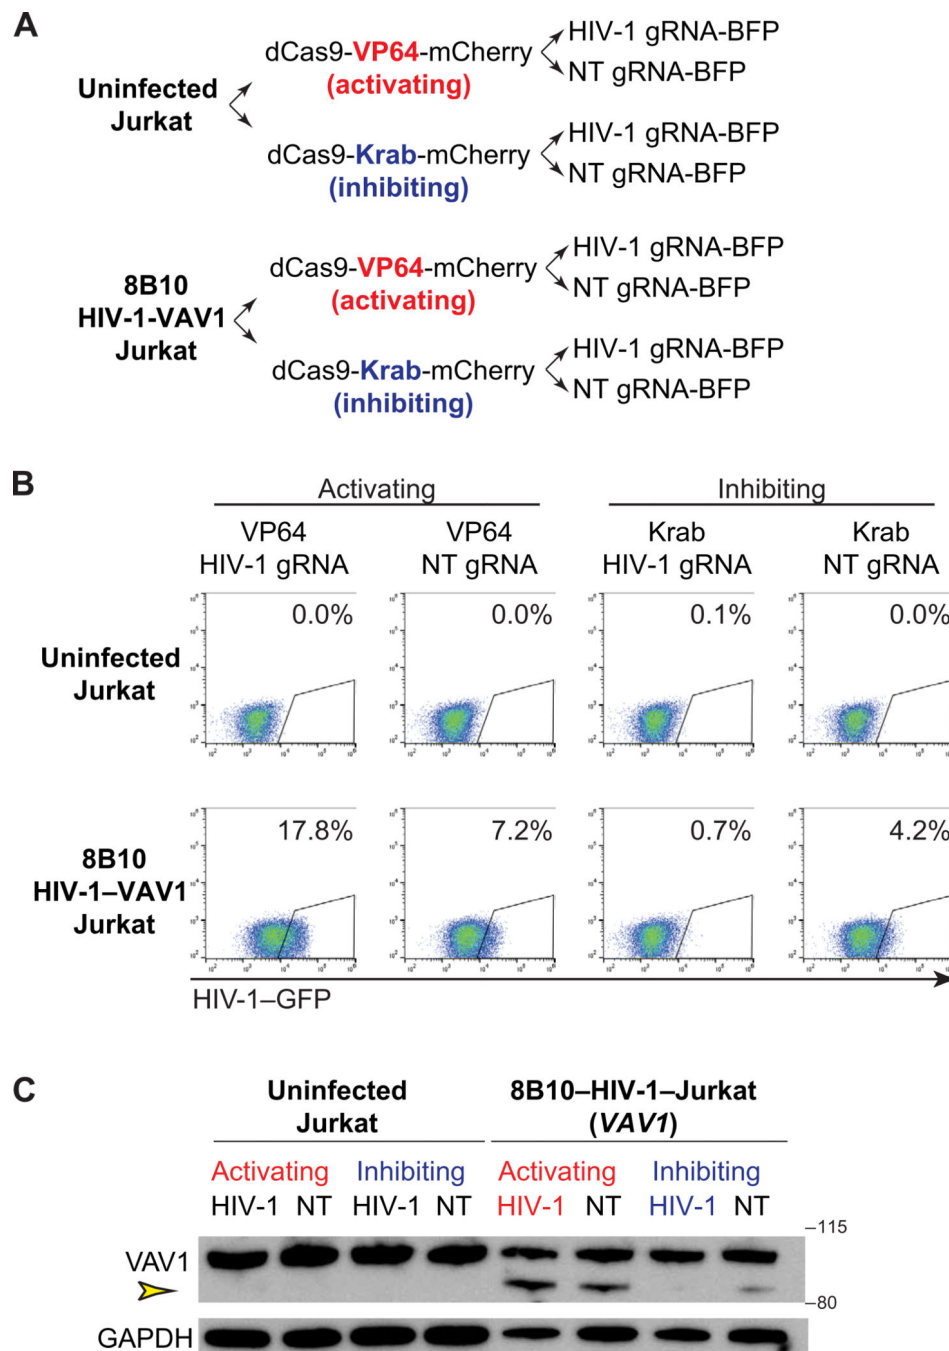 A
Uninfected
Jurkat
dCas9-VP64-mCherry
(activating)
HIV-1 gRNA-BFP
NT gRNA-BFP
dCas9-Krab-mCherry
(inhibiting)
HIV-1 gRNA-BFP
NT gRNA-BFP
8B10
HIV-1-VAV1
Jurkat
dCas9-VP64-mCherry
(activating)
HIV-1 gRNA-BFP
NT gRNA-BFP
dCas9-Krab-mCherry
(inhibiting)
HIV-1 gRNA-BFP
NT gRNA-BFP
B
Activating
Inhibiting
VP64
HIV-1 gRNA
VP64
NT gRNA
Krab
HIV-1 gRNA
Krab
NT gRNA
Uninfected
Jurkat
0.0%
0.0%
0.1%
0.0%
8B10
HIV-1–VAV1
Jurkat
17.8%
7.2%
0.7%
4.2%
HIV-1–GFP
C
Uninfected
Jurkat
8B10–HIV-1–Jurkat
(VAV1)
Activating Inhibiting Activating Inhibiting
HIV-1 NT HIV-1 NT HIV-1 NT HIV-1 NT
–115
VAV1
–80
GAPDH